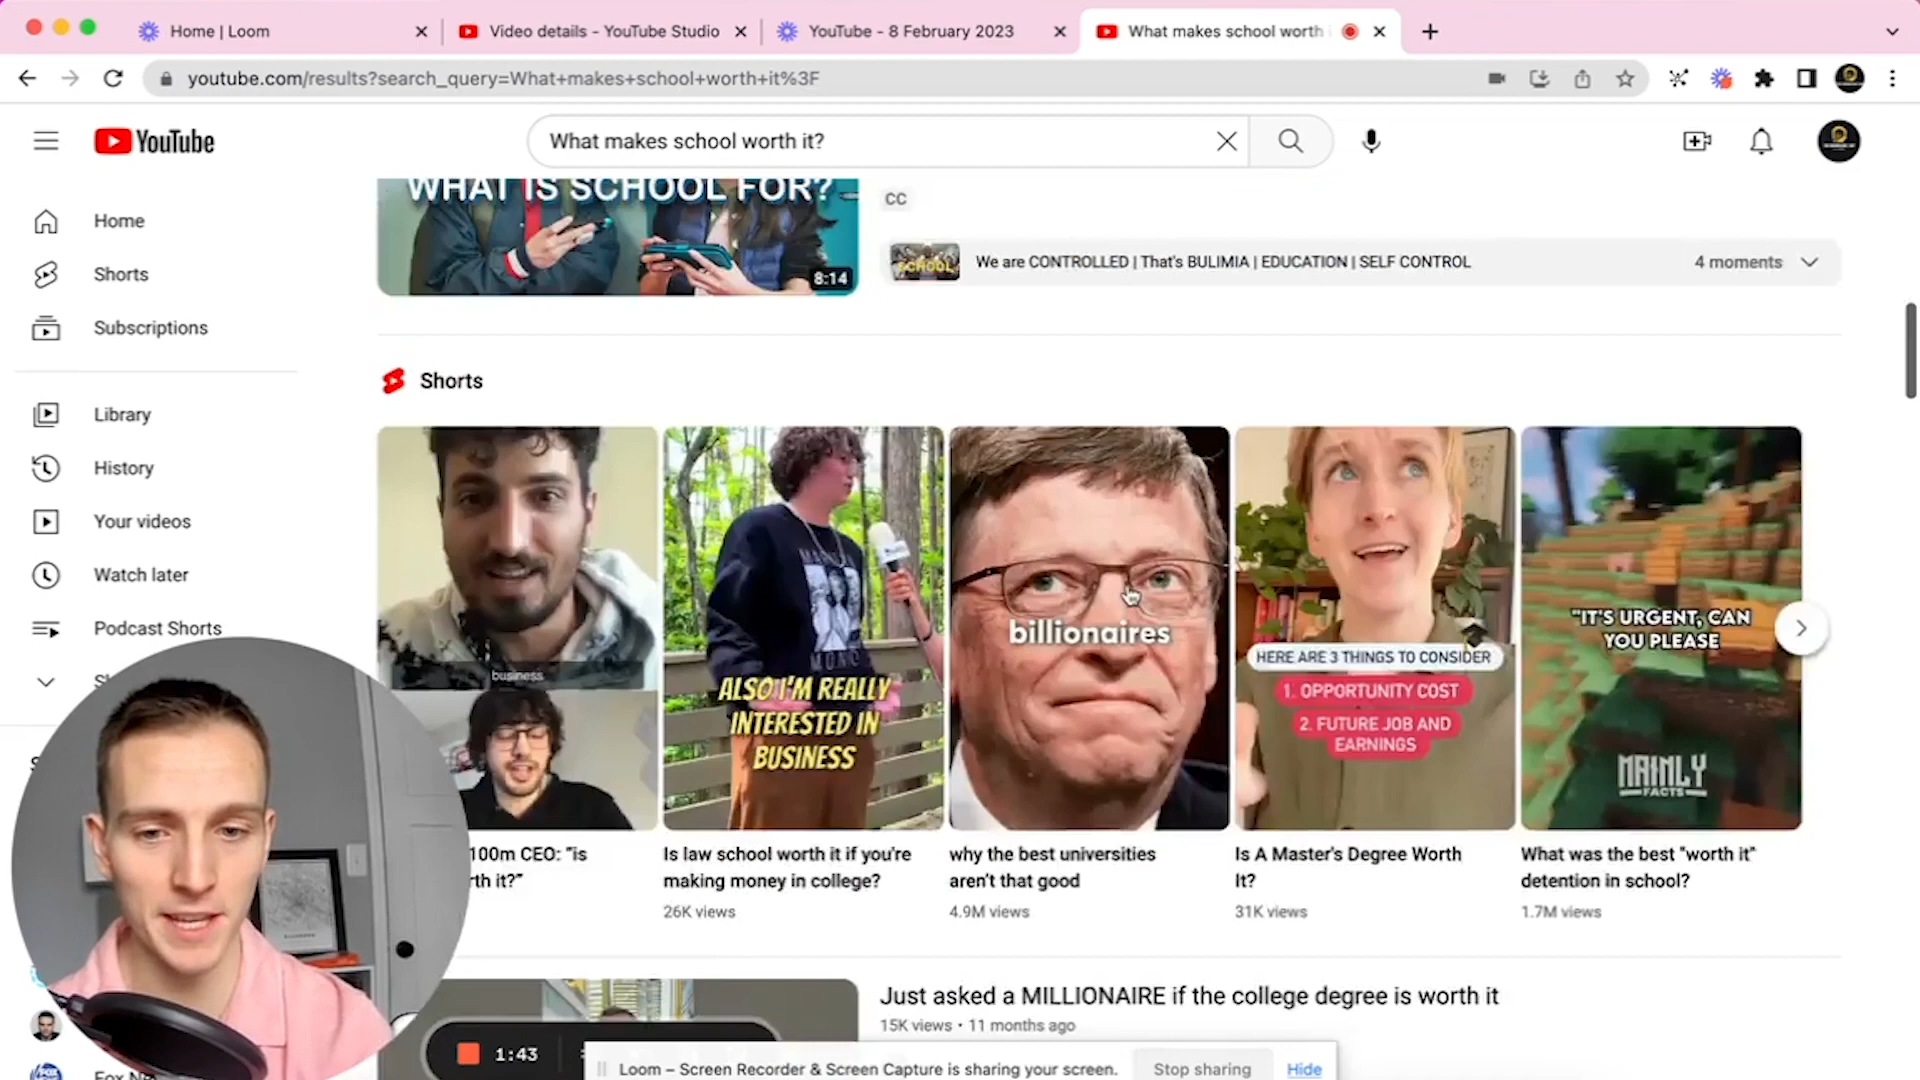 Home | Loom
Video details - YouTube Studio
YouTube - 8 February 2023
What makes school worth
youtube.com/results?search_query=What+makes+school+worth+it%3F
YouTube
What makes school worth it?
Home
Shorts
Subscriptions
Library
History
Your videos
Watch later
Podcast Shorts
WHAT IS SCHOOL FOR?
8:14
CC
SCHOOL
We are CONTROLLED | That's BULIMIA | EDUCATION | SELF CONTROL
4 moments
Shorts
business
ALSO I'M REALLY
INTERESTED IN
BUSINESS
billionaires
HERE ARE 3 THINGS TO CONSIDER
1. OPPORTUNITY COST
2. FUTURE JOB AND
EARNINGS
"IT'S URGENT, CAN
YOU PLEASE
MAINLY
FACTS
100m CEO: "is
th it?"
Is law school worth it if you're
making money in college?
26K views
why the best universities
aren't that good
4.9M views
Is A Master's Degree Worth
It?
31K views
What was the best "worth it"
detention in school?
1.7M views
Just asked a MILLIONAIRE if the college degree is worth it
15K views • 11 months ago
1:43
Loom – Screen Recorder & Screen Capture is sharing your screen.
Stop sharing
Hide